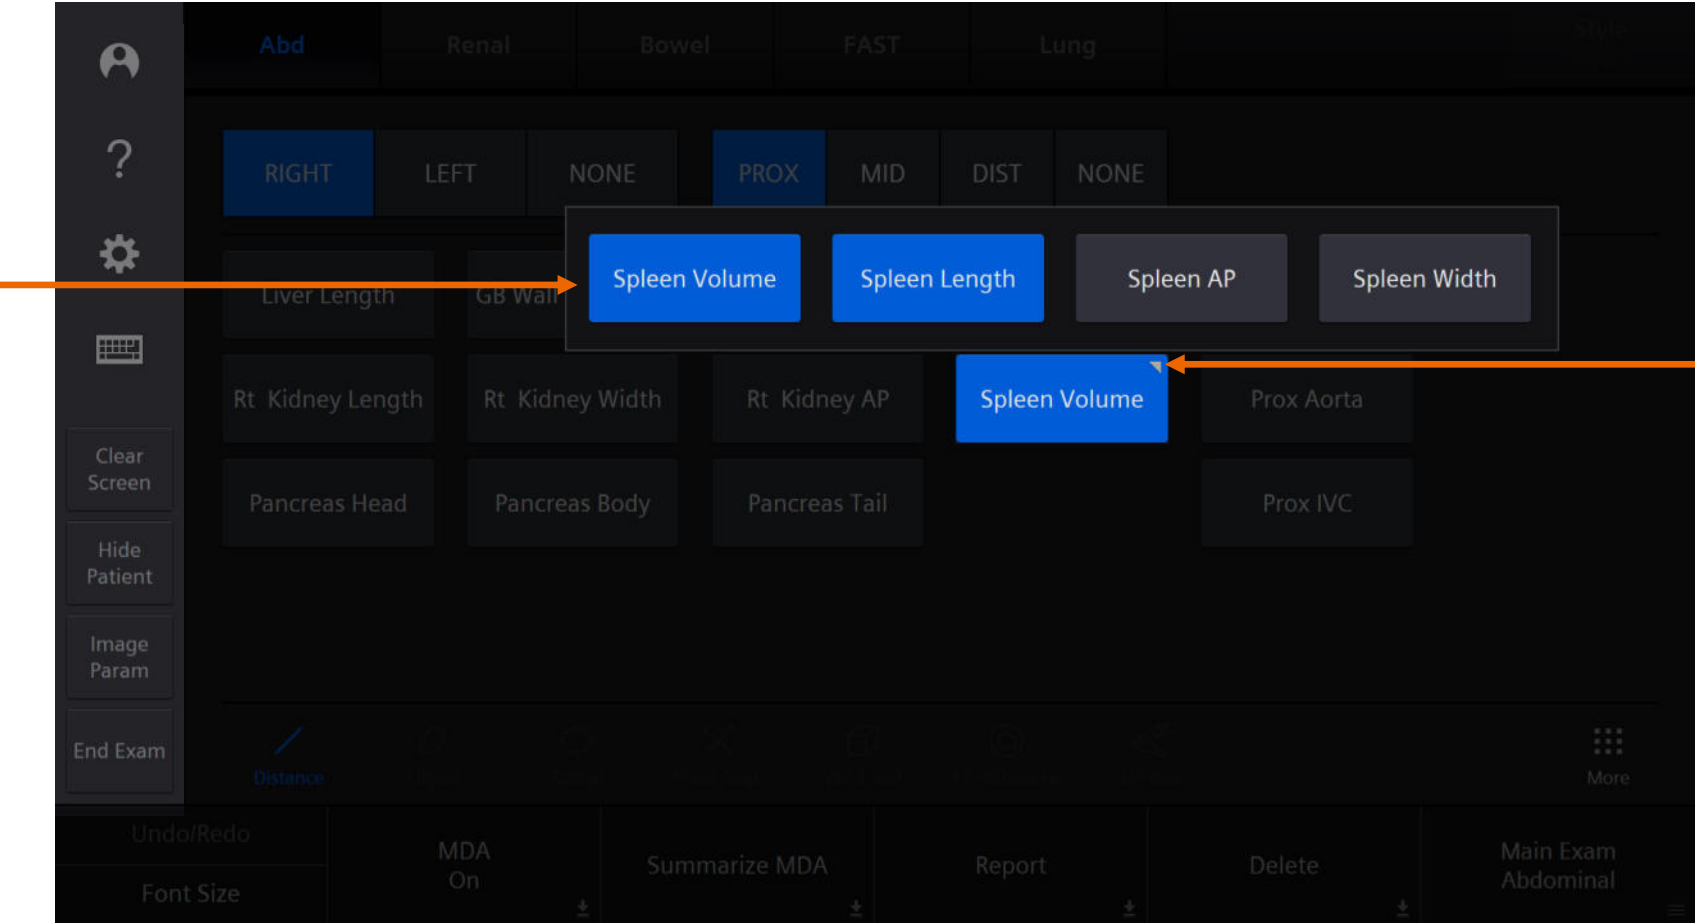 Abd
Renal
Bowel
FAST
Lung
Style
RIGHT
LEFT
NONE
PROX
MID
DIST
NONE
Spleen Volume
Spleen Length
Spleen AP
Spleen Width
Liver Length
GB Wall
Rt Kidney Length
Rt Kidney Width
Rt Kidney AP
Spleen Volume
Prox Aorta
Clear
Screen
Pancreas Head
Pancreas Body
Pancreas Tail
Prox IVC
Hide
Patient
Image
Param
End Exam
Distance
More
Undo/Redo
Font Size
MDA
On
Summarize MDA
Report
Delete
Main Exam
Abdominal